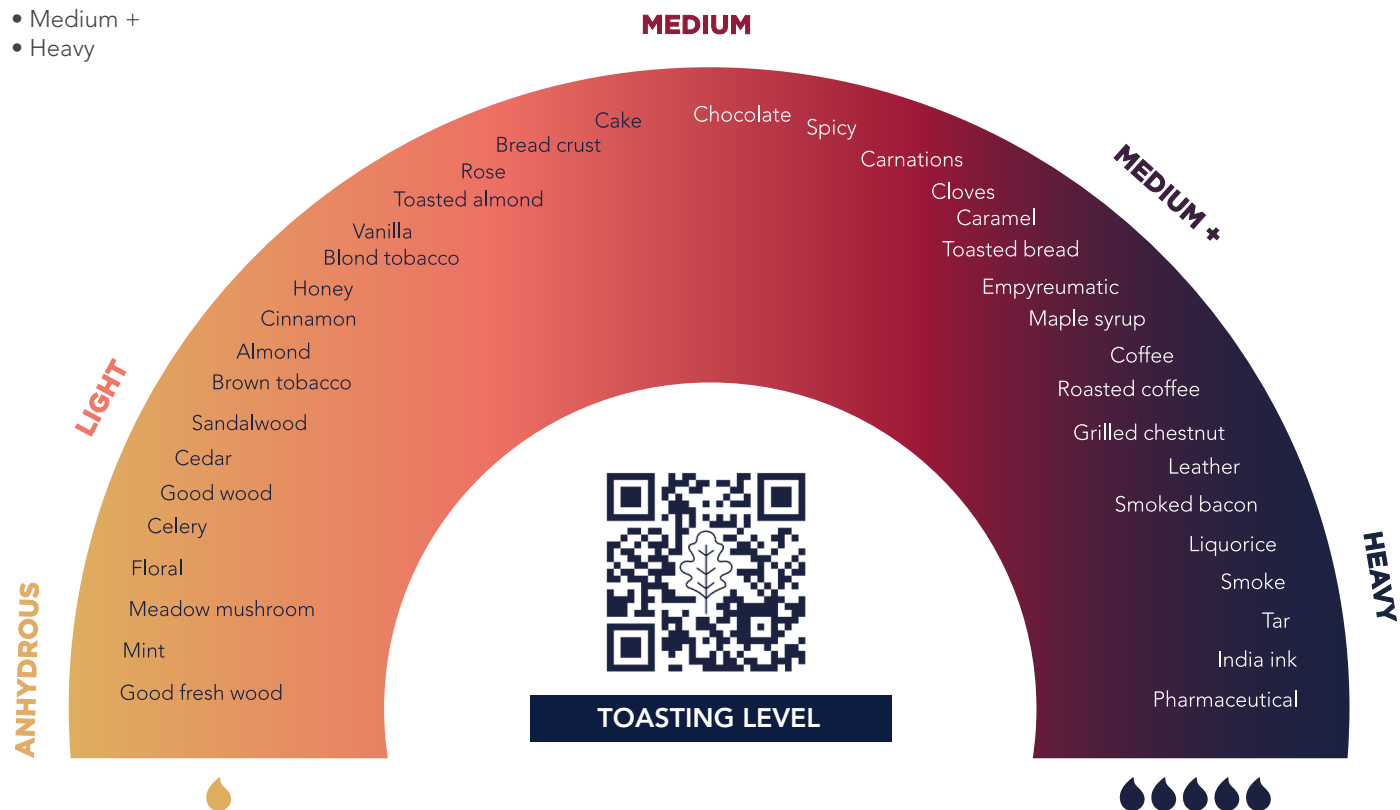 • Medium +
• Heavy
MEDIUM
MEDIUM +
LIGHT
HEAVY
ANHYDROUS
Cake
Bread crust
Rose
Toasted almond
Vanilla
Blond tobacco
Honey
Cinnamon
Almond
Brown tobacco
Sandalwood
Cedar
Good wood
Celery
Floral
Meadow mushroom
Mint
Good fresh wood
Chocolate
Spicy
Carnations
Cloves
Caramel
Toasted bread
Empyreumatic
Maple syrup
Coffee
Roasted coffee
Grilled chestnut
Leather
Smoked bacon
Liquorice
Smoke
Tar
India ink
Pharmaceutical
TOASTING LEVEL